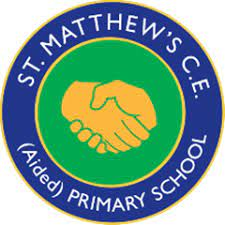 ST. MATTHEW'S C.E.
(Aided) PRIMARY SCHOOL